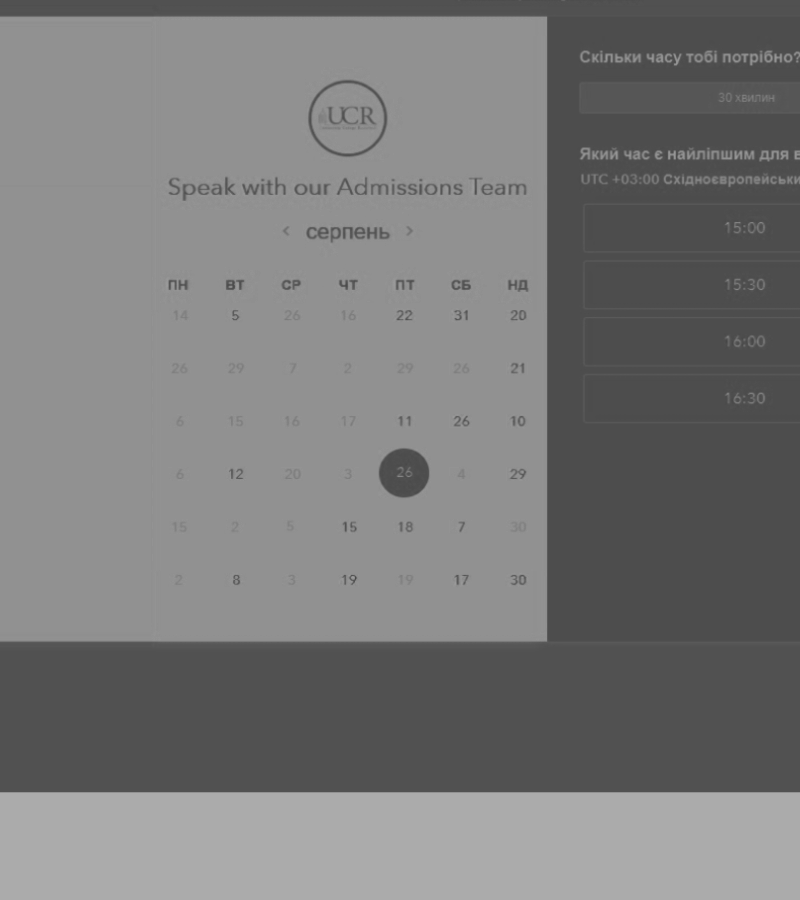 UCR
Speak with our Admissions Team
‹ серпень ›
ПН ВТ СР ЧТ ПТ СБ НД
14 5 26 16 22 31 20
26 29 7 2 29 26 21
6 15 16 17 11 26 10
6 12 20 3 26 4 29
15 2 5 15 18 7 30
2 8 3 19 19 17 30
Скільки часу тобі потрібно?
30 хвилин
Який час є найліпшим для в
UTC +03:00 Східноєвропейськи
15:00
15:30
16:00
16:30